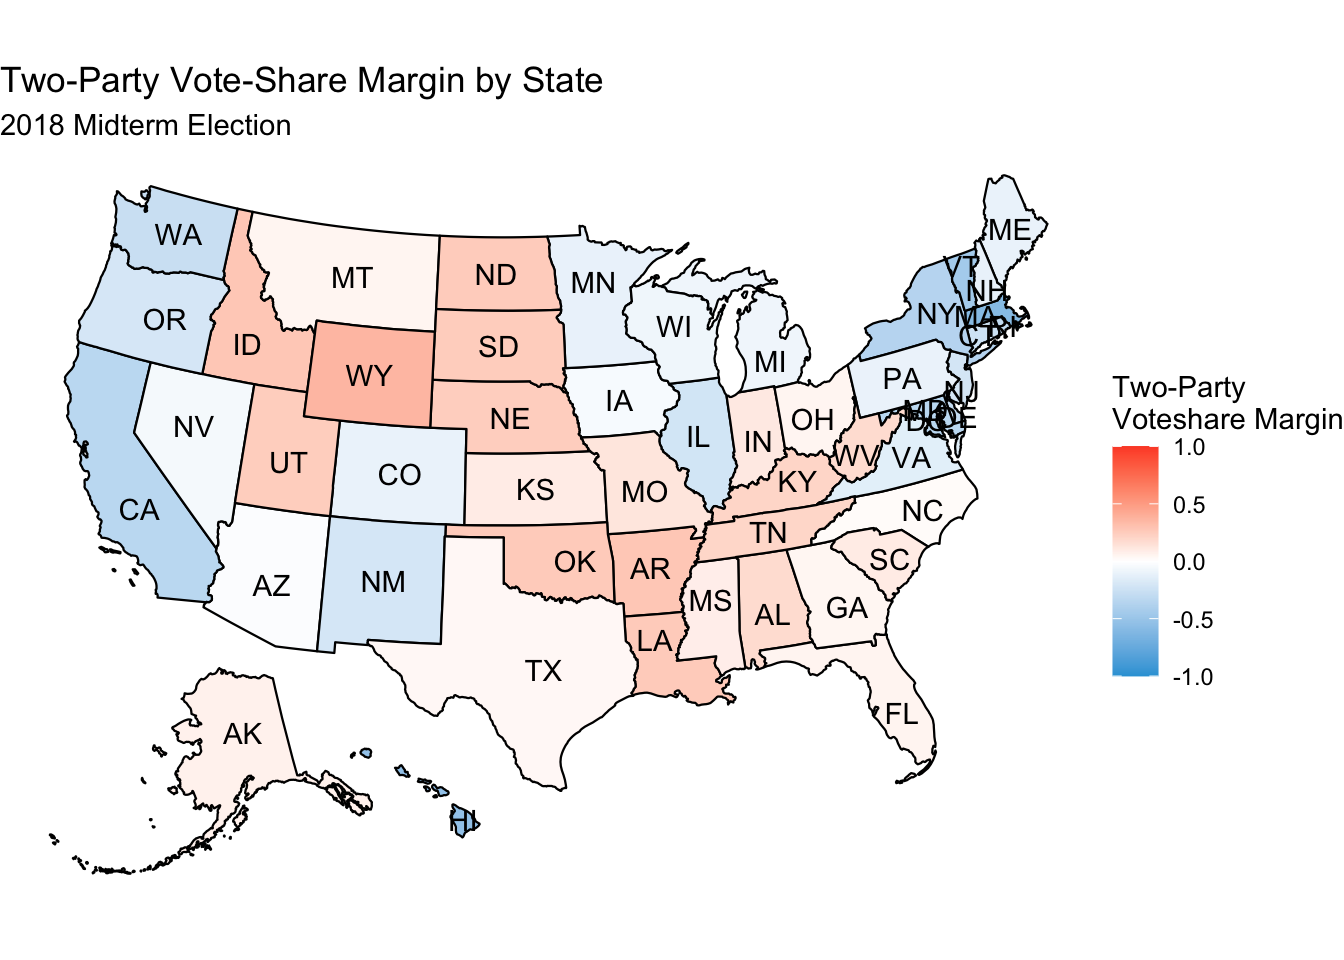 Two-Party Vote-Share Margin by State
2018 Midterm Election
WA
MT
ND
MN
ME
VT
NH
OR
ID
SD
WI
NY
MA
RI
CT
WY
MI
PA
NJ
NV
UT
NE
IA
IL
IN
OH
MD
DE
DC
CO
KS
MO
KY
WV
VA
CA
AZ
NM
OK
AR
TN
NC
SC
MS
AL
GA
LA
TX
FL
AK
HI
Two-Party
Voteshare Margin
1.0
0.5
0.0
-0.5
-1.0